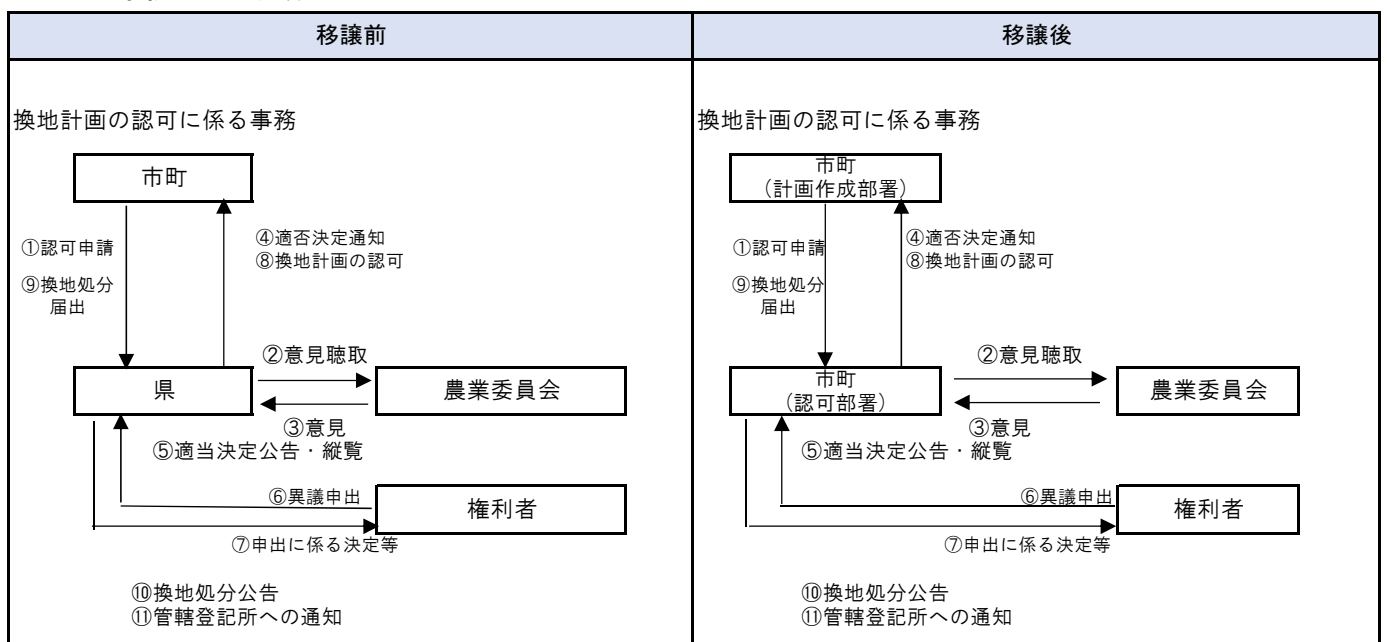 移譲前
換地計画の認可に係る事務
市町
①認可申請
⑨換地処分
届出
④適否決定通知
⑧換地計画の認可
県
②意見聴取
③意見
農業委員会
⑤適当決定公告・縦覧
⑥異議申出
権利者
⑦申出に係る決定等
⑩換地処分公告
⑪管轄登記所への通知
移譲後
換地計画の認可に係る事務
市町
（計画作成部署）
①認可申請
⑨換地処分
届出
④適否決定通知
⑧換地計画の認可
市町
（認可部署）
②意見聴取
③意見
農業委員会
⑤適当決定公告・縦覧
⑥異議申出
権利者
⑦申出に係る決定等
⑩換地処分公告
⑪管轄登記所への通知